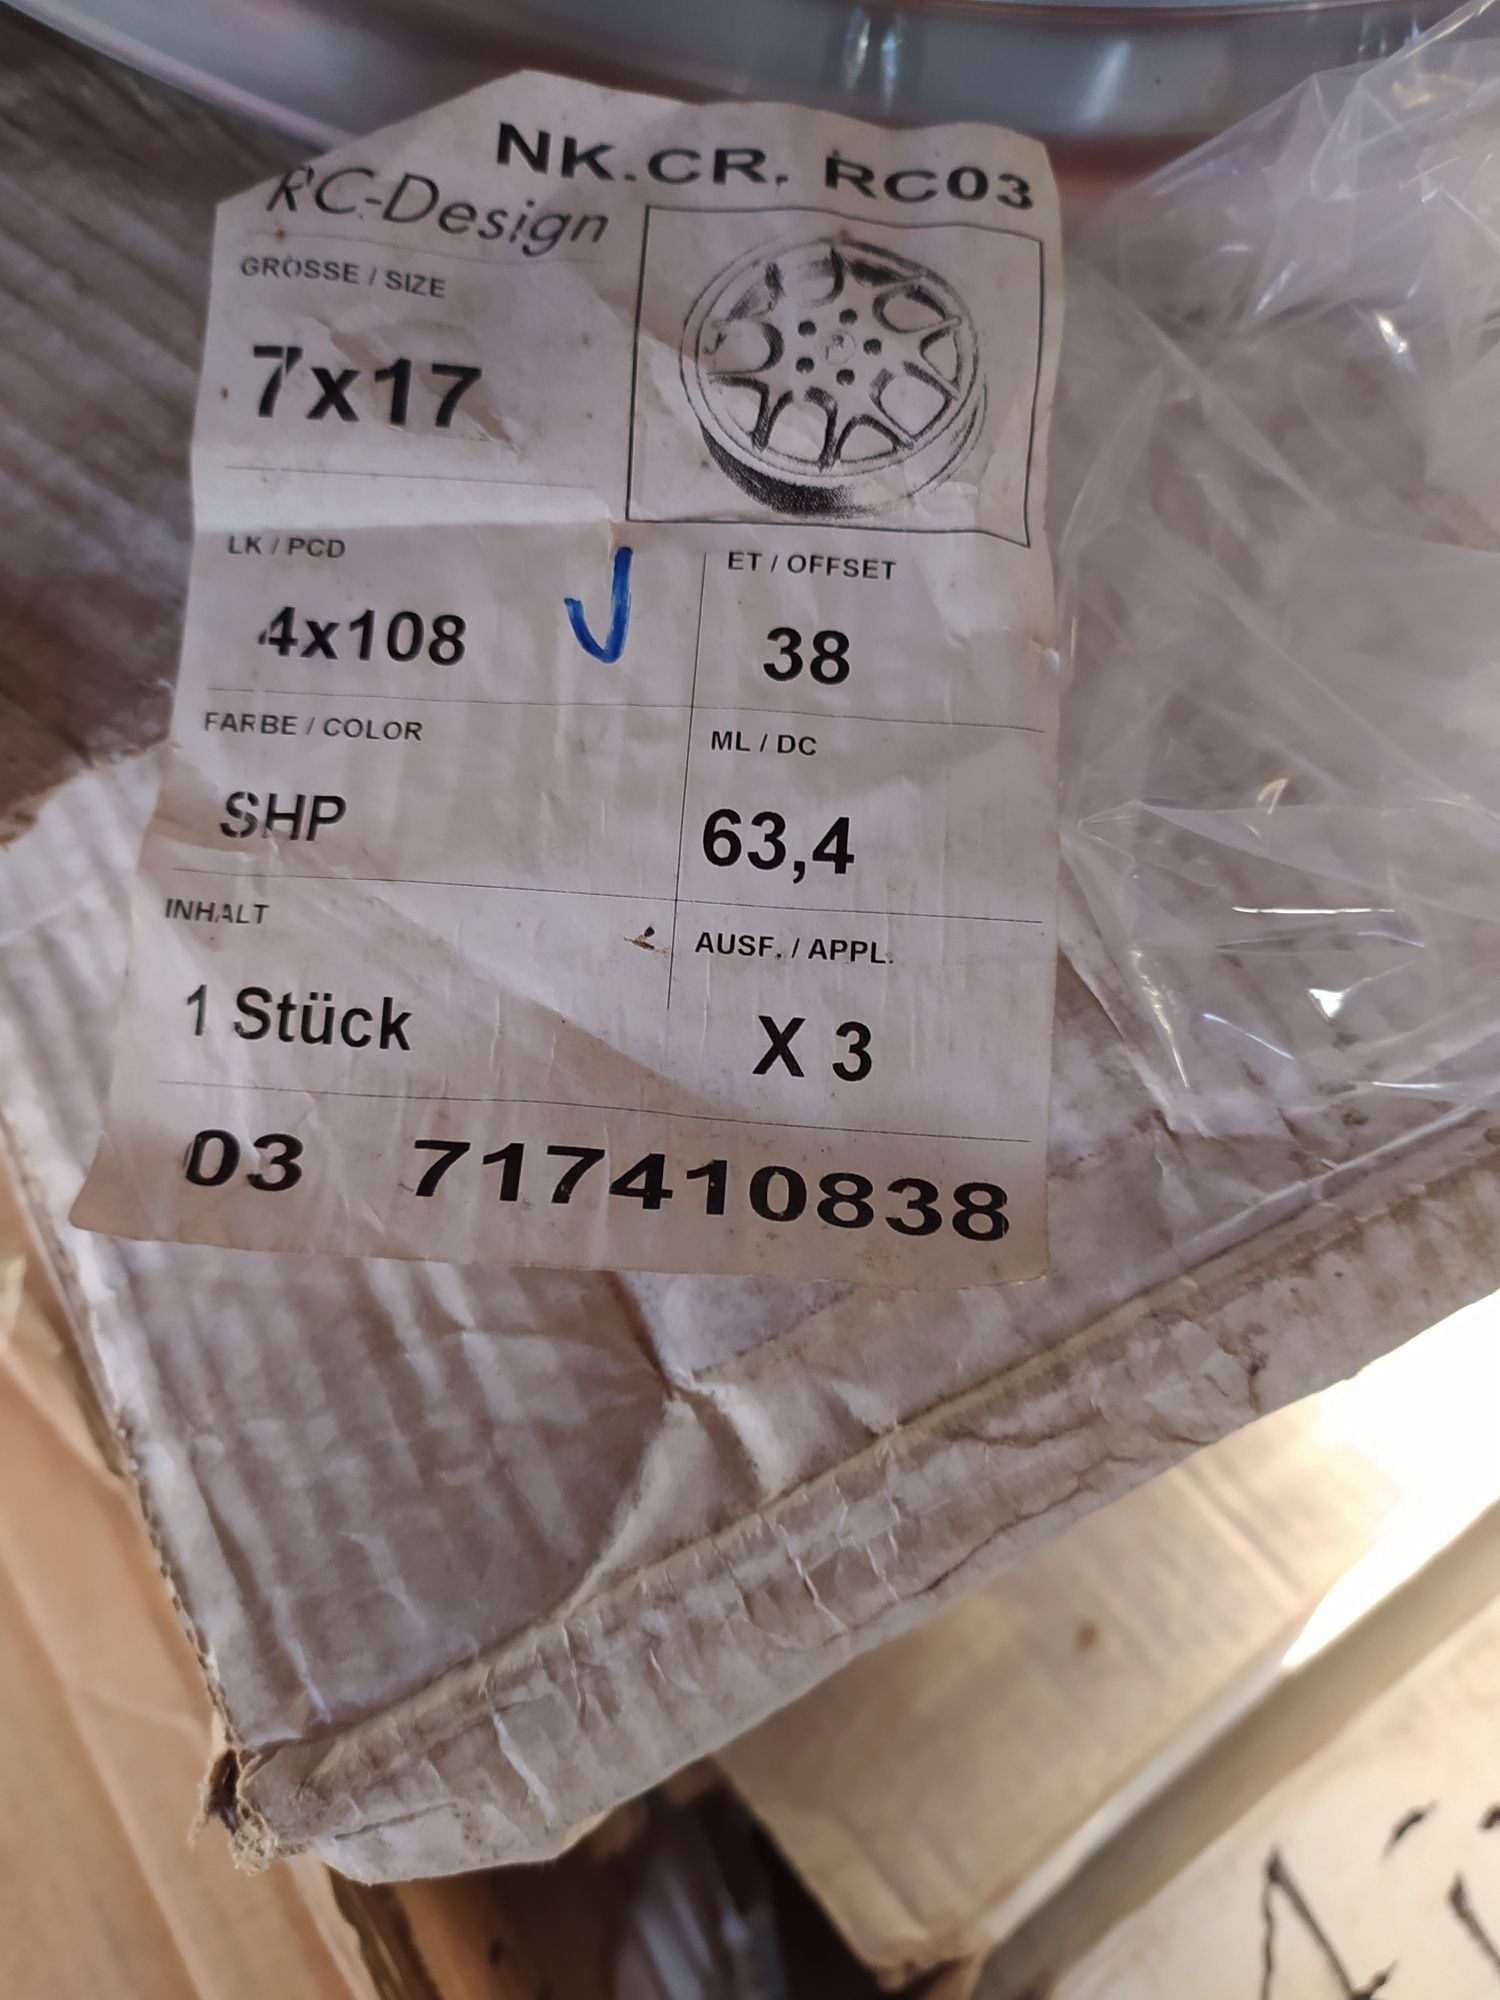 NK.CR. RC03
RC-Design
GRÖSSE / SIZE
7x17
LK / PCD
ET / OFFSET
4x108
38
FARBE / COLOR
ML / DC
SHP
63,4
INHALT
AUSF. / APPL.
1 Stück
X 3
03 717410838